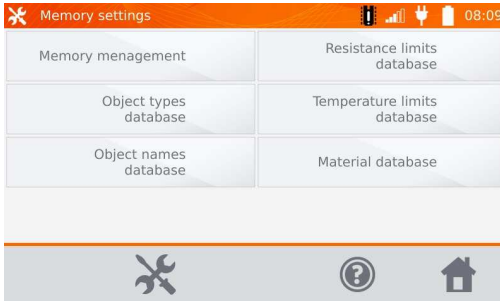 Memory settings
08:09
Memory menagement
Resistance limits
database
Object types
database
Temperature limits
database
Object names
database
Material database
?